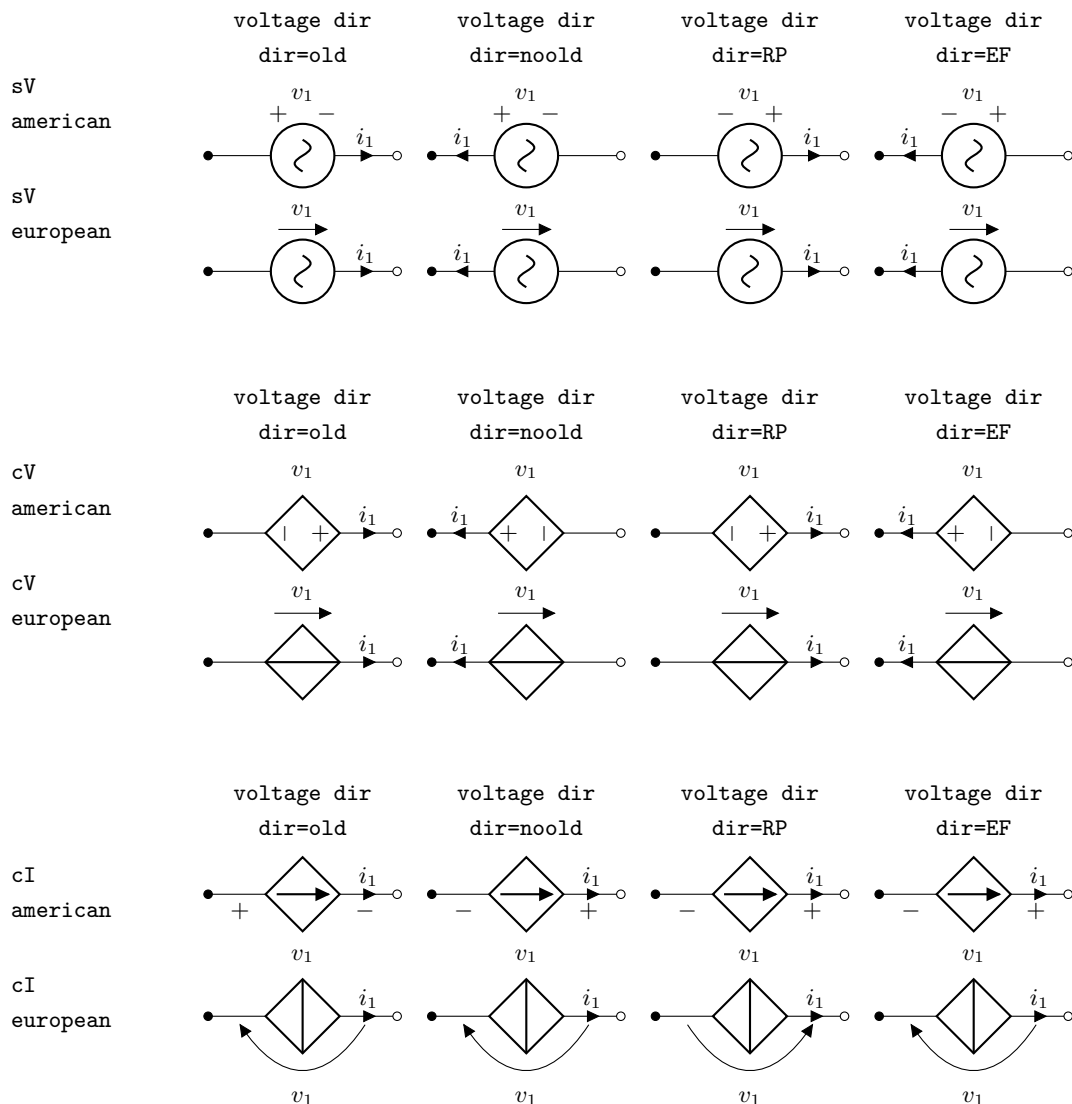 voltage dir voltage dir voltage dir voltage dir
dir=old dir=noold dir=RP dir=EF
sV
american
v₁ v₁ v₁ v₁
+ − + − − + − +
i₁ i₁ i₁ i₁
sV
european
v₁ v₁ v₁ v₁
i₁ i₁ i₁ i₁
voltage dir voltage dir voltage dir voltage dir
dir=old dir=noold dir=RP dir=EF
cV
american
v₁ v₁ v₁ v₁
i₁ i₁ i₁ i₁
− + + − − + + −
cV
european
v₁ v₁ v₁ v₁
i₁ i₁ i₁ i₁
voltage dir voltage dir voltage dir voltage dir
dir=old dir=noold dir=RP dir=EF
cI
american
i₁ i₁ i₁ i₁
+ − − + − + − +
v₁ v₁ v₁ v₁
cI
european
i₁ i₁ i₁ i₁
v₁ v₁ v₁ v₁